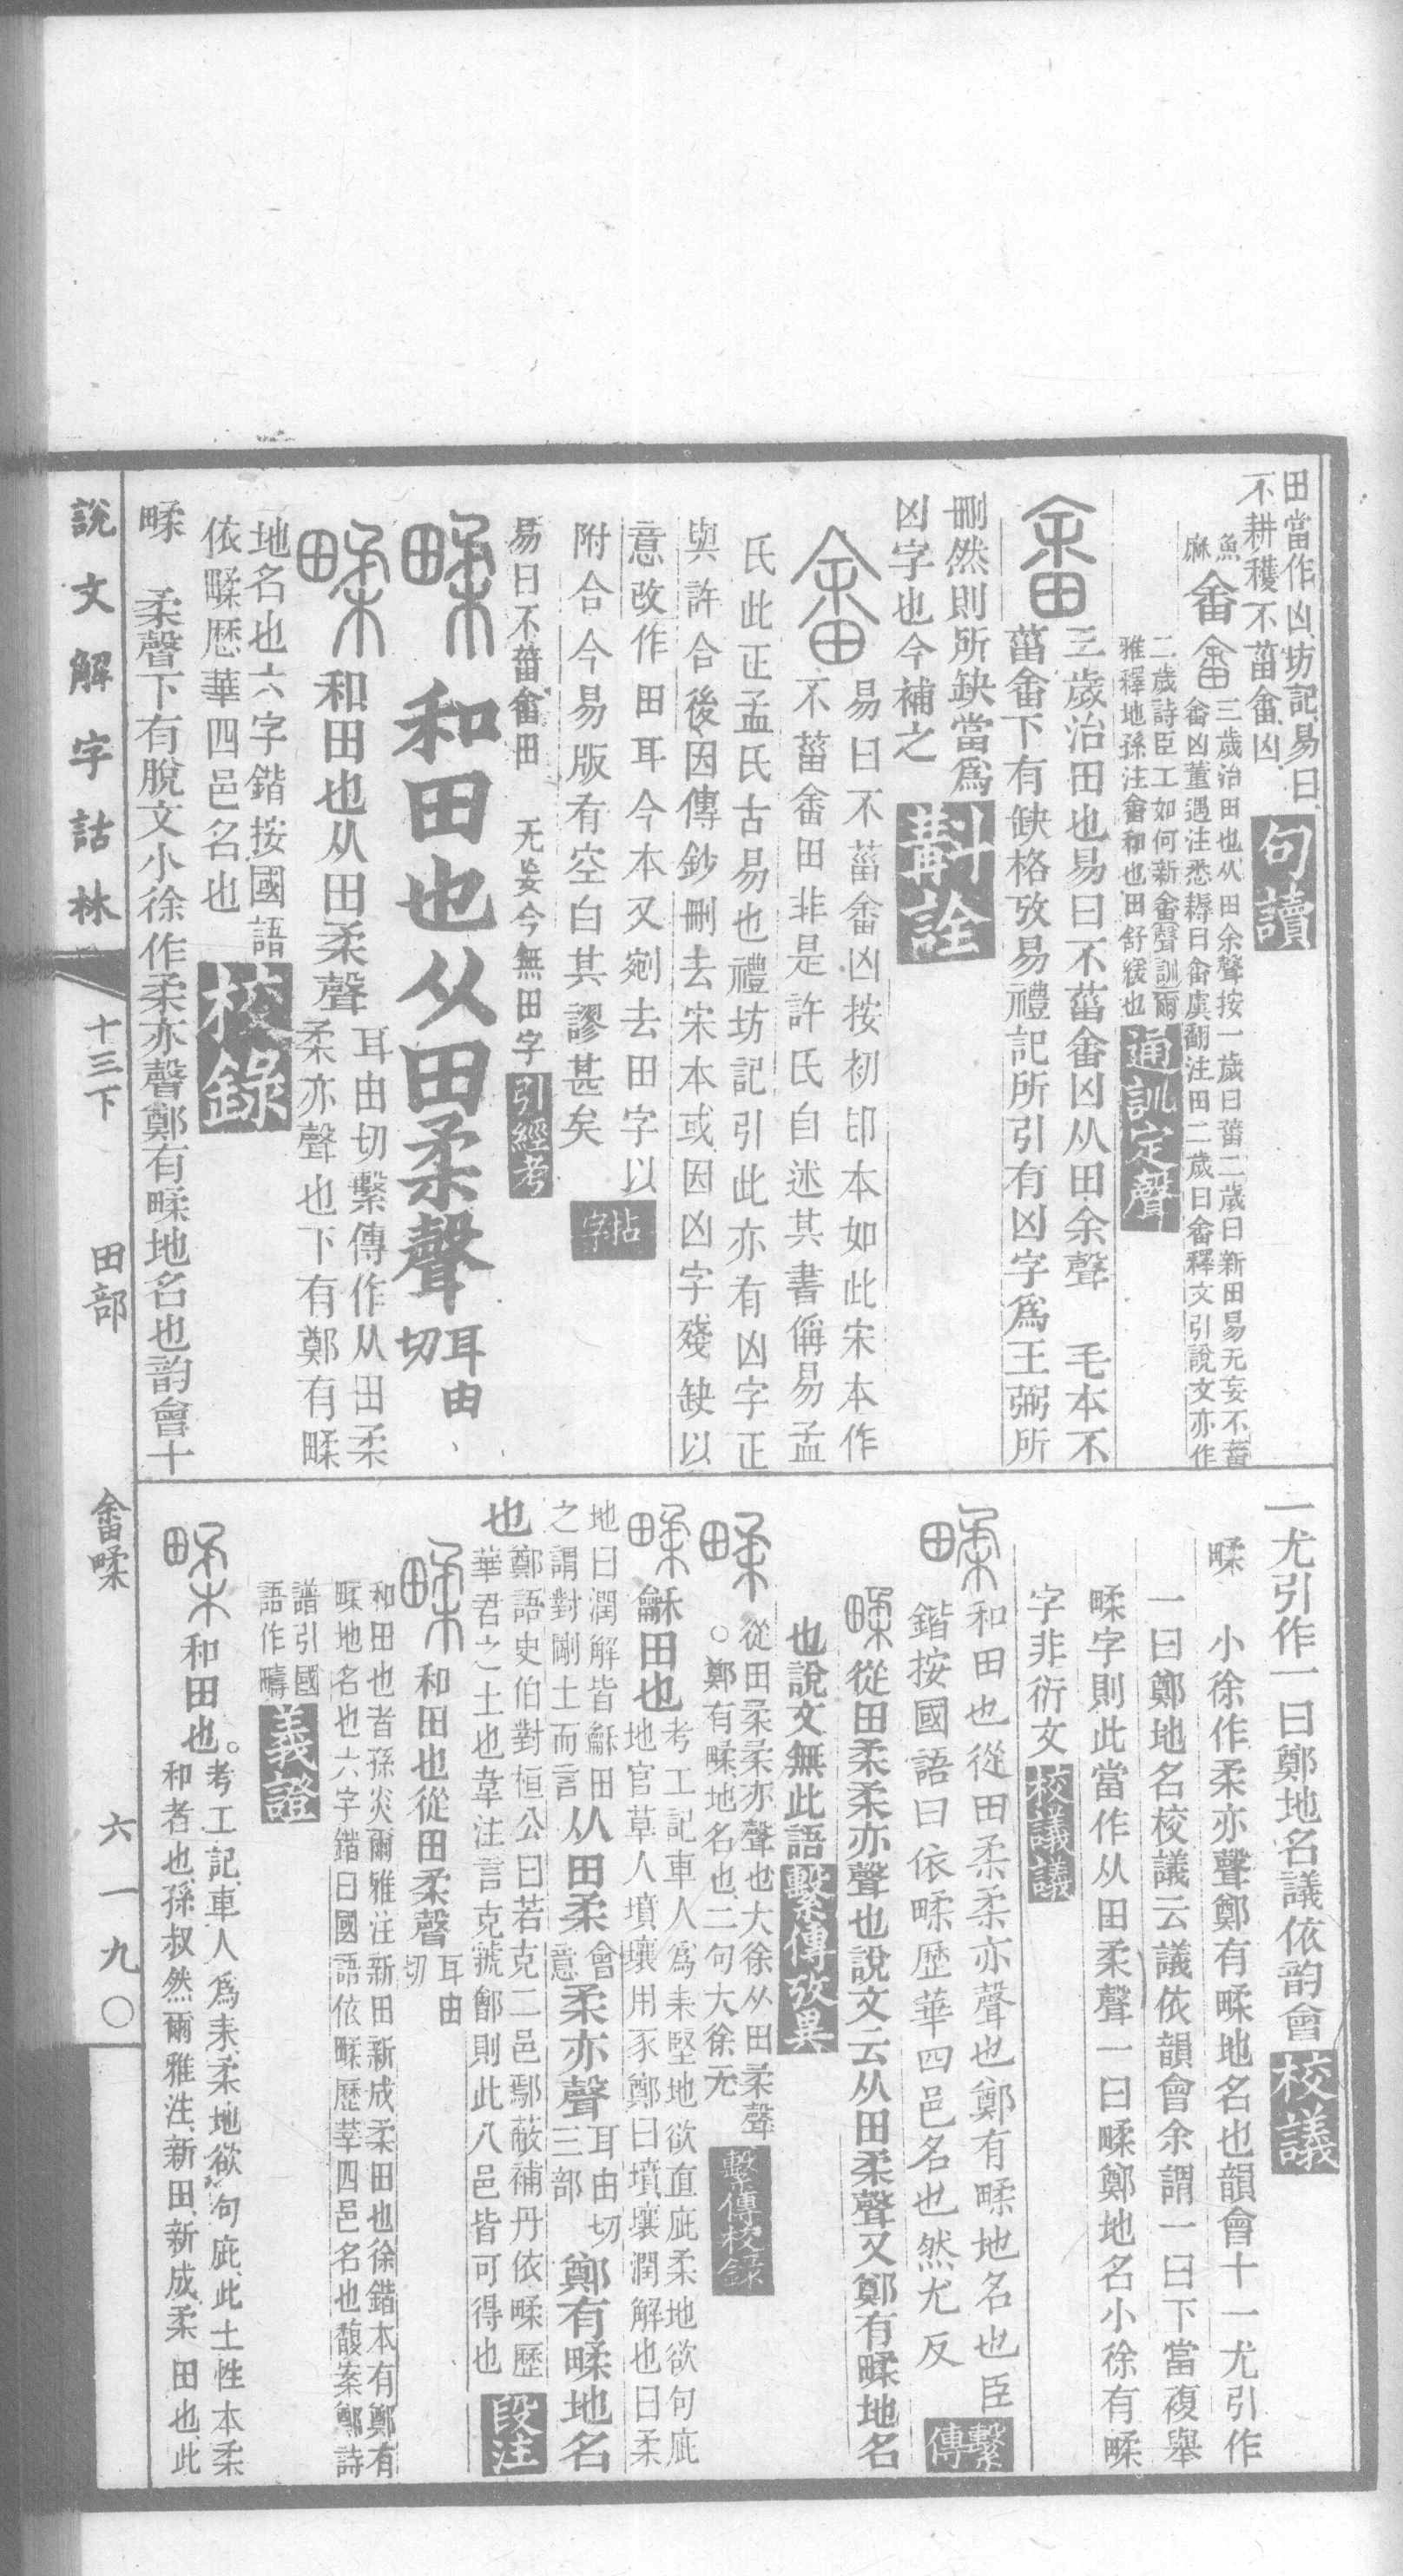 田當作凶坊記易曰
不耕穫不菑畬凶
句讀
畬
三歲治田也从田余聲按一歲曰菑二歲曰新田易无妄不菑
畬凶董遇注悉耨曰畬虞翻注田二歲曰畬釋文引說文亦作
二歲詩臣工如何新畬聲訓爾
雅釋地孫注畬和也田舒緩也
通訓定聲
三歲治田也易曰不菑畬凶从田余聲　毛本不
菑畬下有缺格攷易禮記所引有凶字為王弼所
刪然則所缺當為
凶字也今補之
斠詮
易曰不菑畬凶按初印本如此宋本作
不菑畬田非是許氏自述其書偁易孟
氏此正孟氏古易也禮坊記引此亦有凶字正
與許合後因傳鈔刪去宋本或因凶字殘缺以
意改作田耳今本又剜去田字以
附合今易版有空白其謬甚矣
帖字
易曰不菑畬田　无妄今無田字
引經考
和田也从田柔聲
耳由切
和田也从田柔聲
耳由切繫傳作从田柔
柔亦聲也下有鄭有䐓
地名也六字鍇按國語
依䐓歷華四邑名也
校錄
䐓　柔聲下有脫文小徐作柔亦聲鄭有䐓地名也韵會十
說文解字詁林
十三下
田部
畬䐓
六一九〇
一尤引作一曰鄭地名議依韵會
校議
䐓　小徐作柔亦聲鄭有䐓地名也韻會十一尤引作
一曰鄭地名校議云議依韻會余謂一曰下當複舉
䐓字則此當作从田柔聲一曰䐓鄭地名小徐有䐓
字非衍文
校議議
和田也從田柔柔亦聲也鄭有䐓地名也臣
鍇按國語曰依䐓歷華四邑名也然尤反
繫傳
從田柔柔亦聲也說文云从田柔聲又鄭有䐓地名
也說文無此語
繫傳攷異
從田柔柔亦聲也大徐从田柔聲
○鄭有䐓地名也二句大徐无
繫傳校錄
龢田也
考工記車人為耒堅地欲直庛柔地欲句庛
地官草人墳壤用豕鄭曰墳壤潤解也曰柔
地曰潤解皆龢田
之謂對剛土而言
从田柔
會意
柔亦聲
耳由切
三部
鄭有䐓地名
也
鄭語史伯對桓公曰若克二邑鄢蔽補丹依䐓歷
華君之土也韋注言克虢鄶則此八邑皆可得也
段注
和田也從田柔聲
耳由切
和田也者孫炎爾雅注新田新成柔田也徐鍇本有鄭有
䐓地名也六字鍇曰國語依䐓歷莘四邑名也馥案鄭詩
譜引國
語作疇
義證
和田也。
考工記、車人為耒、柔地欲句庛、此土性本柔
和者也、孫叔然爾雅注、新田、新成柔田也、此